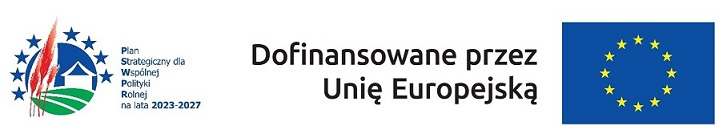 Plan
Strategiczny dla
Wspólnej
Polityki
Rolnej
na lata 2023-2027
Dofinansowane przez
Unię Europejską